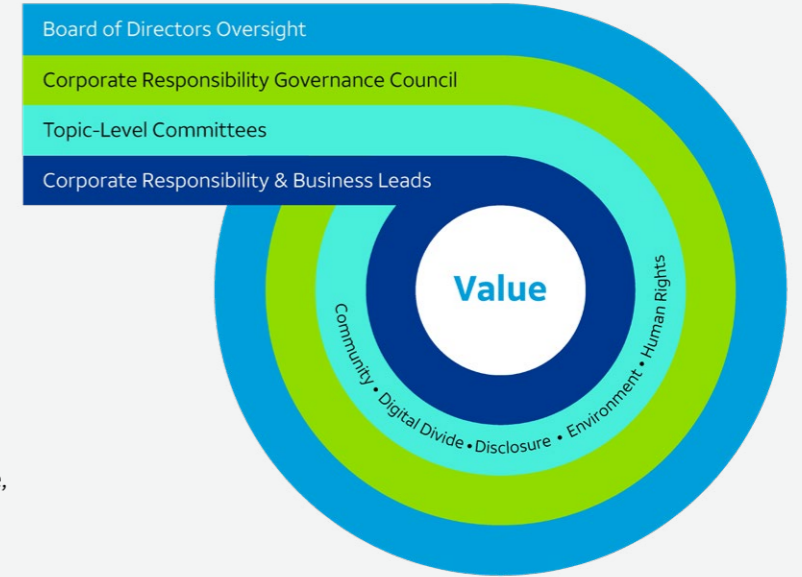 Board of Directors Oversight
Corporate Responsibility Governance Council
Topic-Level Committees
Corporate Responsibility & Business Leads
Value
Community • Digital Divide • Disclosure • Environment • Human Rights